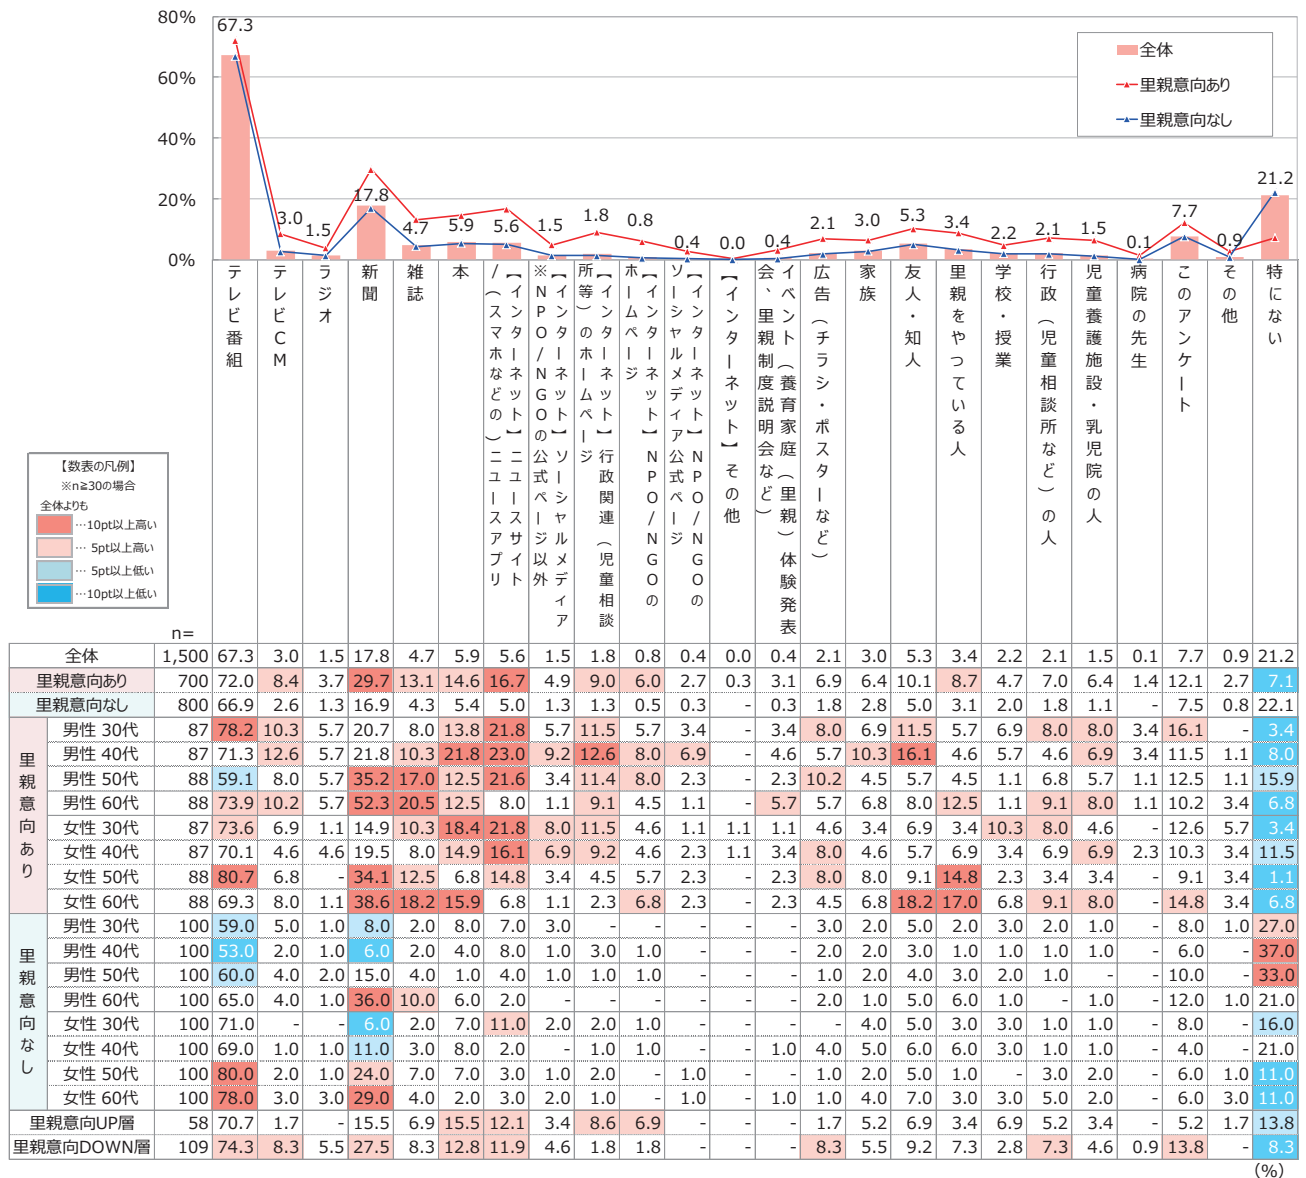 80%
60%
40%
20%
0%
全体
里親意向あり
里親意向なし
67.3
3.0
1.5
17.8
4.7
5.9
5.6
1.5
1.8
0.8
0.4
0.0
0.4
2.1
3.0
5.3
3.4
2.2
2.1
1.5
0.1
7.7
0.9
21.2
テレビ番組
テレビCM
ラジオ
新聞
雑誌
本
【インターネット】ニュースサイト
/(スマホなどの)ニュースアプリ
【インターネット】ソーシャルメディア
※NPO/NGOの公式ページ以外
【インターネット】行政関連(児童相談
所等)のホームページ
【インターネット】NPO/NGOの
ホームページ
【インターネット】NPO/NGOの
ソーシャルメディア公式ページ
【インターネット】その他
イベント(養育家庭(里親)体験発表
会、里親制度説明会など)
広告(チラシ・ポスターなど)
家族
友人・知人
里親をやっている人
学校・授業
行政(児童相談所など)の人
児童養護施設・乳児院の人
病院の先生
このアンケート
その他
特にない
【数表の凡例】
※n≧30の場合
全体よりも
…10pt以上高い
… 5pt以上高い
… 5pt以上低い
…10pt以上低い
n=
全体 1,500 67.3 3.0 1.5 17.8 4.7 5.9 5.6 1.5 1.8 0.8 0.4 0.0 0.4 2.1 3.0 5.3 3.4 2.2 2.1 1.5 0.1 7.7 0.9 21.2
里親意向あり 700 72.0 8.4 3.7 29.7 13.1 14.6 16.7 4.9 9.0 6.0 2.7 0.3 3.1 6.9 6.4 10.1 8.7 4.7 7.0 6.4 1.4 12.1 2.7 7.1
里親意向なし 800 66.9 2.6 1.3 16.9 4.3 5.4 5.0 1.3 1.3 0.5 0.3 - 0.3 1.8 2.8 5.0 3.1 2.0 1.8 1.1 - 7.5 0.8 22.1
里親意向あり
男性 30代 87 78.2 10.3 5.7 20.7 8.0 13.8 21.8 5.7 11.5 5.7 3.4 - 3.4 8.0 6.9 11.5 5.7 6.9 8.0 8.0 3.4 16.1 - 3.4
男性 40代 87 71.3 12.6 5.7 21.8 10.3 21.8 23.0 9.2 12.6 8.0 6.9 - 4.6 5.7 10.3 16.1 4.6 5.7 4.6 6.9 3.4 11.5 1.1 8.0
男性 50代 88 59.1 8.0 5.7 35.2 17.0 12.5 21.6 3.4 11.4 8.0 2.3 - 2.3 10.2 4.5 5.7 4.5 1.1 6.8 5.7 1.1 12.5 1.1 15.9
男性 60代 88 73.9 10.2 5.7 52.3 20.5 12.5 8.0 1.1 9.1 4.5 1.1 - 5.7 5.7 6.8 8.0 12.5 1.1 9.1 8.0 1.1 10.2 3.4 6.8
女性 30代 87 73.6 6.9 1.1 14.9 10.3 18.4 21.8 8.0 11.5 4.6 1.1 1.1 1.1 4.6 3.4 6.9 3.4 10.3 8.0 4.6 - 12.6 5.7 3.4
女性 40代 87 70.1 4.6 4.6 19.5 8.0 14.9 16.1 6.9 9.2 4.6 2.3 1.1 3.4 8.0 4.6 5.7 6.9 3.4 6.9 6.9 2.3 10.3 3.4 11.5
女性 50代 88 80.7 6.8 - 34.1 12.5 6.8 14.8 3.4 4.5 5.7 2.3 - 2.3 8.0 8.0 9.1 14.8 2.3 3.4 3.4 - 9.1 3.4 1.1
女性 60代 88 69.3 8.0 1.1 38.6 18.2 15.9 6.8 1.1 2.3 6.8 2.3 - 2.3 4.5 6.8 18.2 17.0 6.8 9.1 8.0 - 14.8 3.4 6.8
里親意向なし
男性 30代 100 59.0 5.0 1.0 8.0 2.0 8.0 7.0 3.0 - - - - - 3.0 2.0 5.0 2.0 3.0 2.0 1.0 - 8.0 1.0 27.0
男性 40代 100 53.0 2.0 1.0 6.0 2.0 4.0 8.0 1.0 3.0 1.0 - - - 2.0 2.0 3.0 1.0 1.0 1.0 1.0 - 6.0 - 37.0
男性 50代 100 60.0 4.0 2.0 15.0 4.0 1.0 4.0 1.0 1.0 1.0 - - - 1.0 2.0 4.0 3.0 2.0 1.0 - - 10.0 - 33.0
男性 60代 100 65.0 4.0 1.0 36.0 10.0 6.0 2.0 - - - - - - 2.0 1.0 5.0 6.0 1.0 - 1.0 - 12.0 1.0 21.0
女性 30代 100 71.0 - - 6.0 2.0 7.0 11.0 2.0 2.0 1.0 - - - - 4.0 5.0 3.0 3.0 1.0 1.0 - 8.0 - 16.0
女性 40代 100 69.0 1.0 1.0 11.0 3.0 8.0 2.0 - 1.0 1.0 - - 1.0 4.0 5.0 6.0 6.0 3.0 1.0 1.0 - 4.0 - 21.0
女性 50代 100 80.0 2.0 1.0 24.0 7.0 7.0 3.0 1.0 2.0 - 1.0 - - 1.0 2.0 5.0 1.0 - 3.0 2.0 - 6.0 1.0 11.0
女性 60代 100 78.0 3.0 3.0 29.0 4.0 2.0 3.0 2.0 1.0 - 1.0 - 1.0 1.0 4.0 7.0 3.0 3.0 5.0 2.0 - 6.0 3.0 11.0
里親意向UP層 58 70.7 1.7 - 15.5 6.9 15.5 12.1 3.4 8.6 6.9 - - - 1.7 5.2 6.9 3.4 6.9 5.2 3.4 - 5.2 1.7 13.8
里親意向DOWN層 109 74.3 8.3 5.5 27.5 8.3 12.8 11.9 4.6 1.8 1.8 - - - 8.3 5.5 9.2 7.3 2.8 7.3 4.6 0.9 13.8 - 8.3
(%)